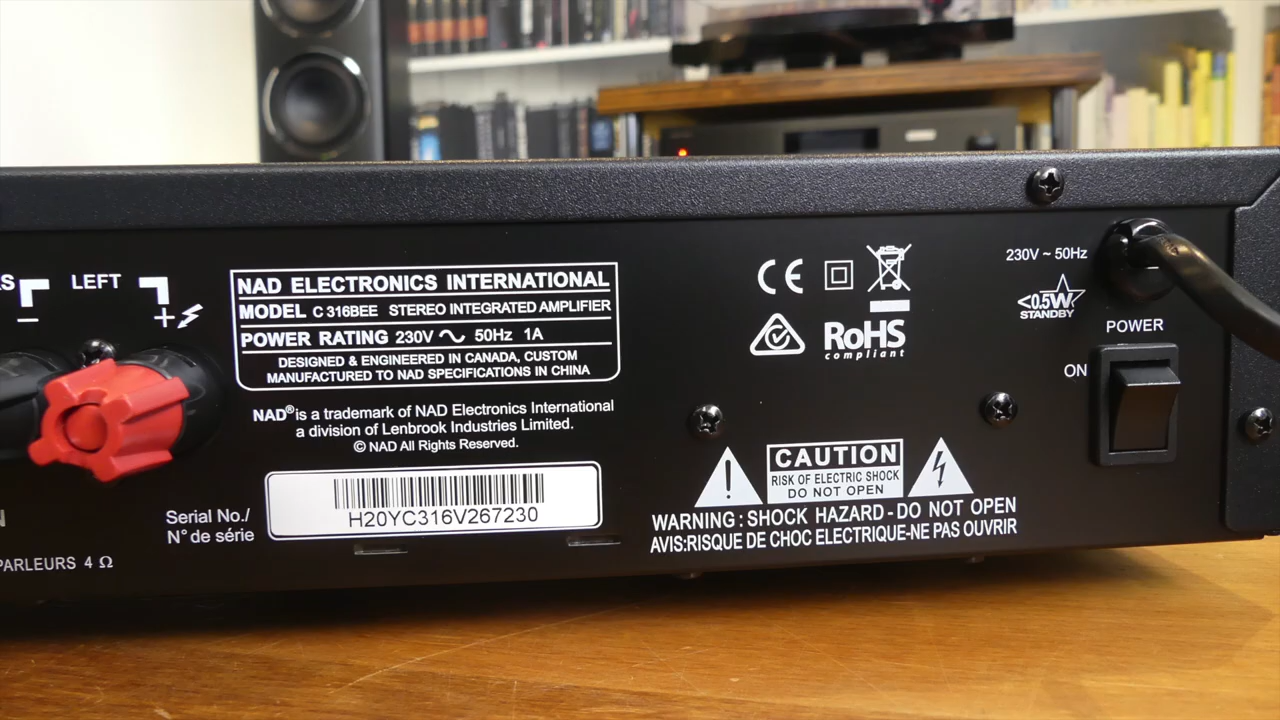 LEFT
NAD ELECTRONICS INTERNATIONAL
MODEL C 316BEE STEREO INTEGRATED AMPLIFIER
POWER RATING 230V ~ 50Hz 1A
DESIGNED & ENGINEERED IN CANADA, CUSTOM
MANUFACTURED TO NAD SPECIFICATIONS IN CHINA
NAD® is a trademark of NAD Electronics International
a division of Lenbrook Industries Limited.
© NAD All Rights Reserved.
Serial No./
N° de série
H20YC316V267230
PARLEURS 4 Ω
CE
RoHS
compliant
CAUTION
RISK OF ELECTRIC SHOCK
DO NOT OPEN
WARNING : SHOCK HAZARD - DO NOT OPEN
AVIS:RISQUE DE CHOC ELECTRIQUE-NE PAS OUVRIR
230V ~ 50Hz
<0.5W
STANDBY
POWER
ON